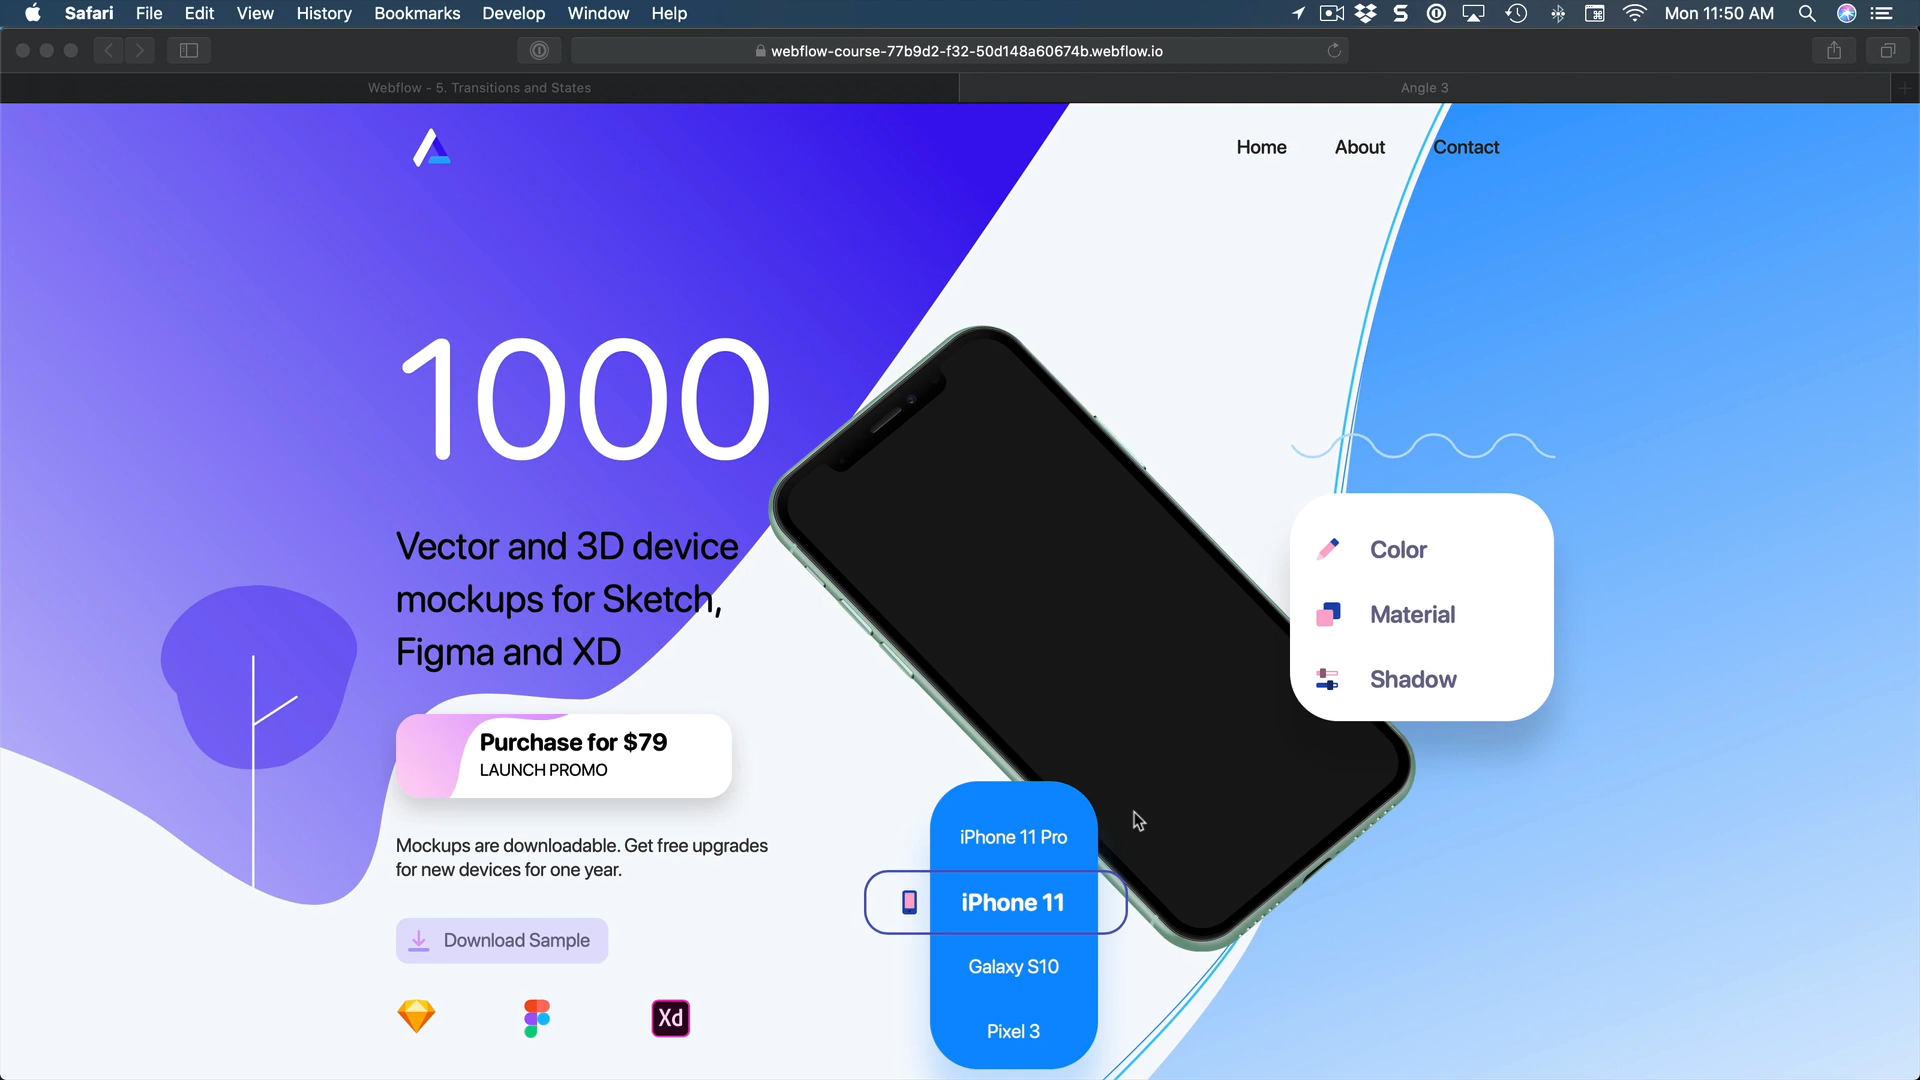 Safari File Edit View History Bookmarks Develop Window Help
Mon 11:50 AM
webflow-course-77b9d2-f32-50d148a60674b.webflow.io
Webflow - 5. Transitions and States
Angle 3
Home About Contact
1000
Vector and 3D device
mockups for Sketch,
Figma and XD
Color
Material
Shadow
Purchase for $79
LAUNCH PROMO
Mockups are downloadable. Get free upgrades
for new devices for one year.
Download Sample
Xd
iPhone 11 Pro
iPhone 11
Galaxy S10
Pixel 3